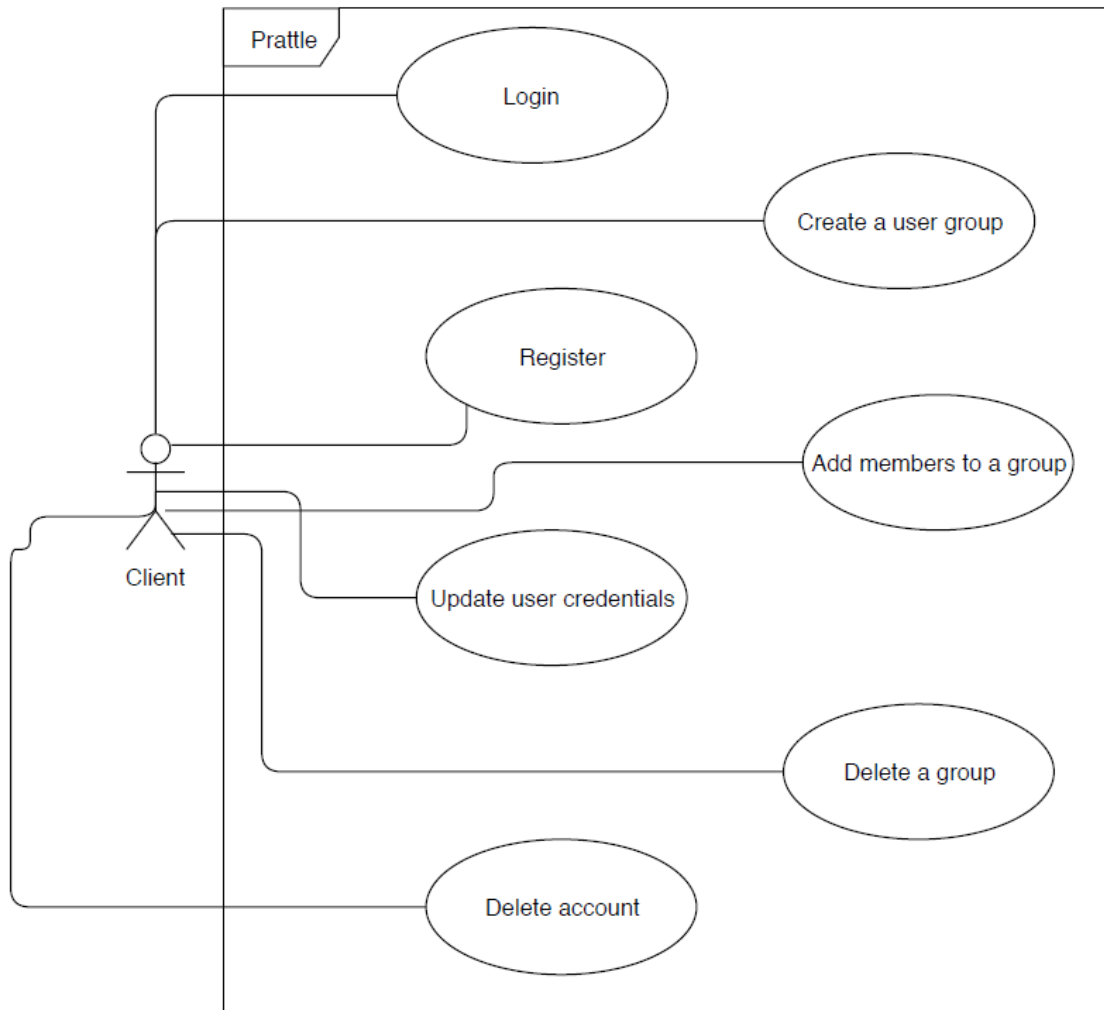 Prattle
Login
Create a user group
Register
Add members to a group
Client
Update user credentials
Delete a group
Delete account